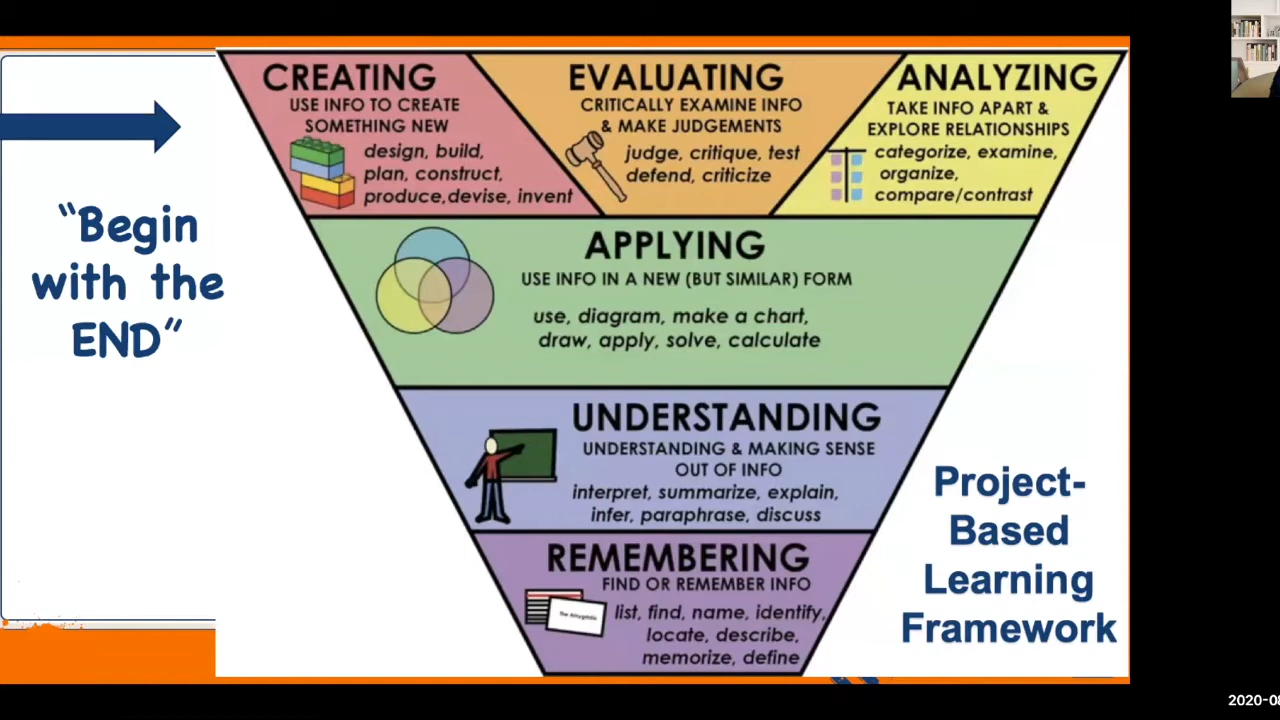 “Begin
with the
END”
CREATING
USE INFO TO CREATE
SOMETHING NEW
design, build,
plan, construct,
produce,devise, invent
EVALUATING
CRITICALLY EXAMINE INFO
& MAKE JUDGEMENTS
judge, critique, test
defend, criticize
ANALYZING
TAKE INFO APART &
EXPLORE RELATIONSHIPS
categorize, examine,
organize,
compare/contrast
APPLYING
USE INFO IN A NEW (BUT SIMILAR) FORM
use, diagram, make a chart,
draw, apply, solve, calculate
UNDERSTANDING
UNDERSTANDING & MAKING SENSE
OUT OF INFO
interpret, summarize, explain,
infer, paraphrase, discuss
REMEMBERING
FIND OR REMEMBER INFO
The Amygdala
list, find, name, identify,
locate, describe,
memorize, define
Project-
Based
Learning
Framework
2020-08